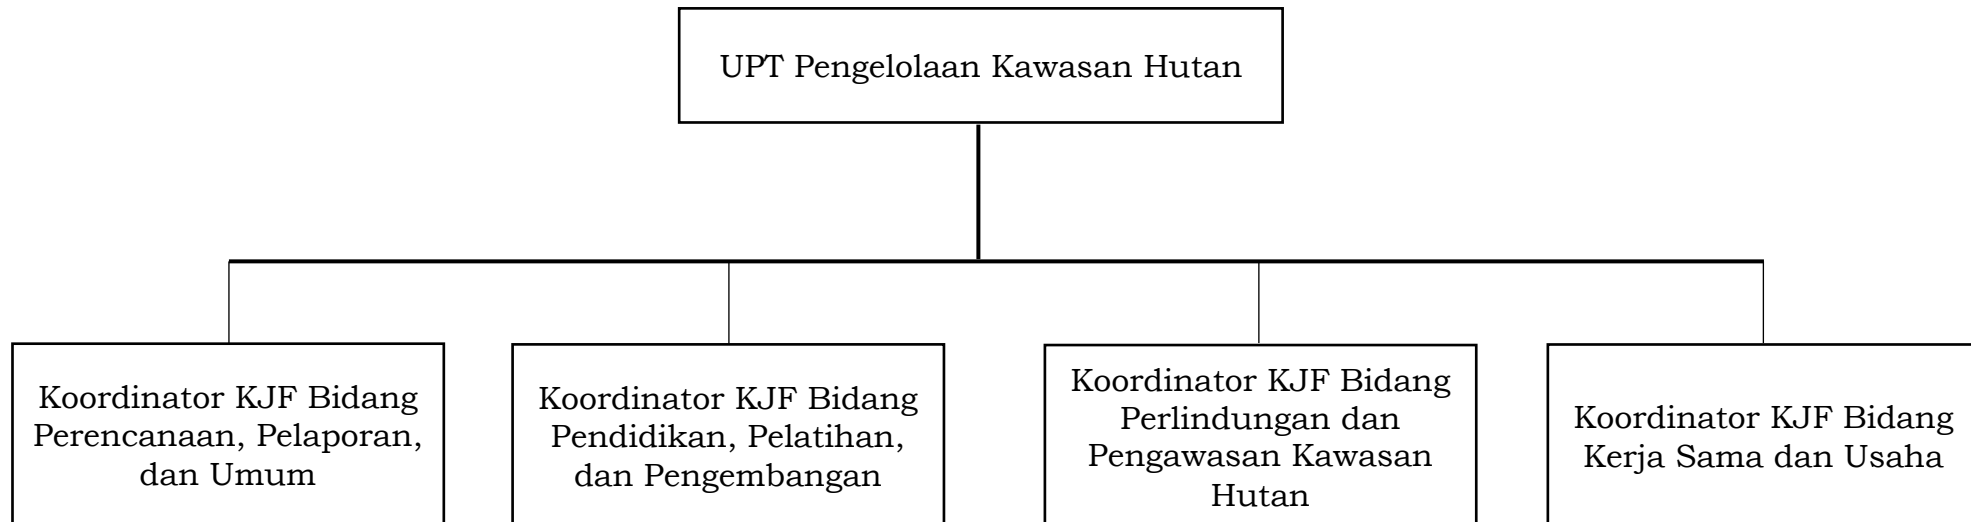 UPT Pengelolaan Kawasan Hutan
Koordinator KJF Bidang
Perencanaan, Pelaporan,
dan Umum
Koordinator KJF Bidang
Pendidikan, Pelatihan,
dan Pengembangan
Koordinator KJF Bidang
Perlindungan dan
Pengawasan Kawasan
Hutan
Koordinator KJF Bidang
Kerja Sama dan Usaha